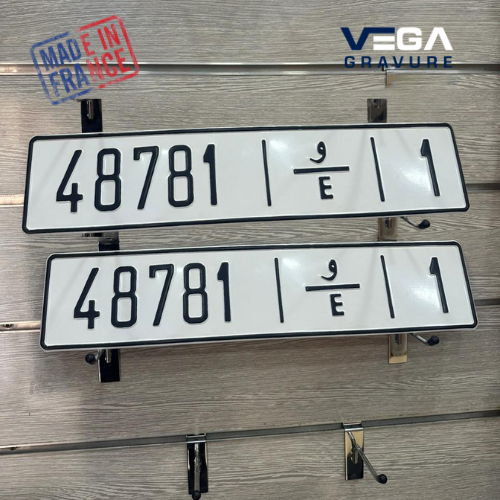 MADE IN
FRANCE
VEGA
GRAVURE
48781 | و E | 1
48781 | و E | 1